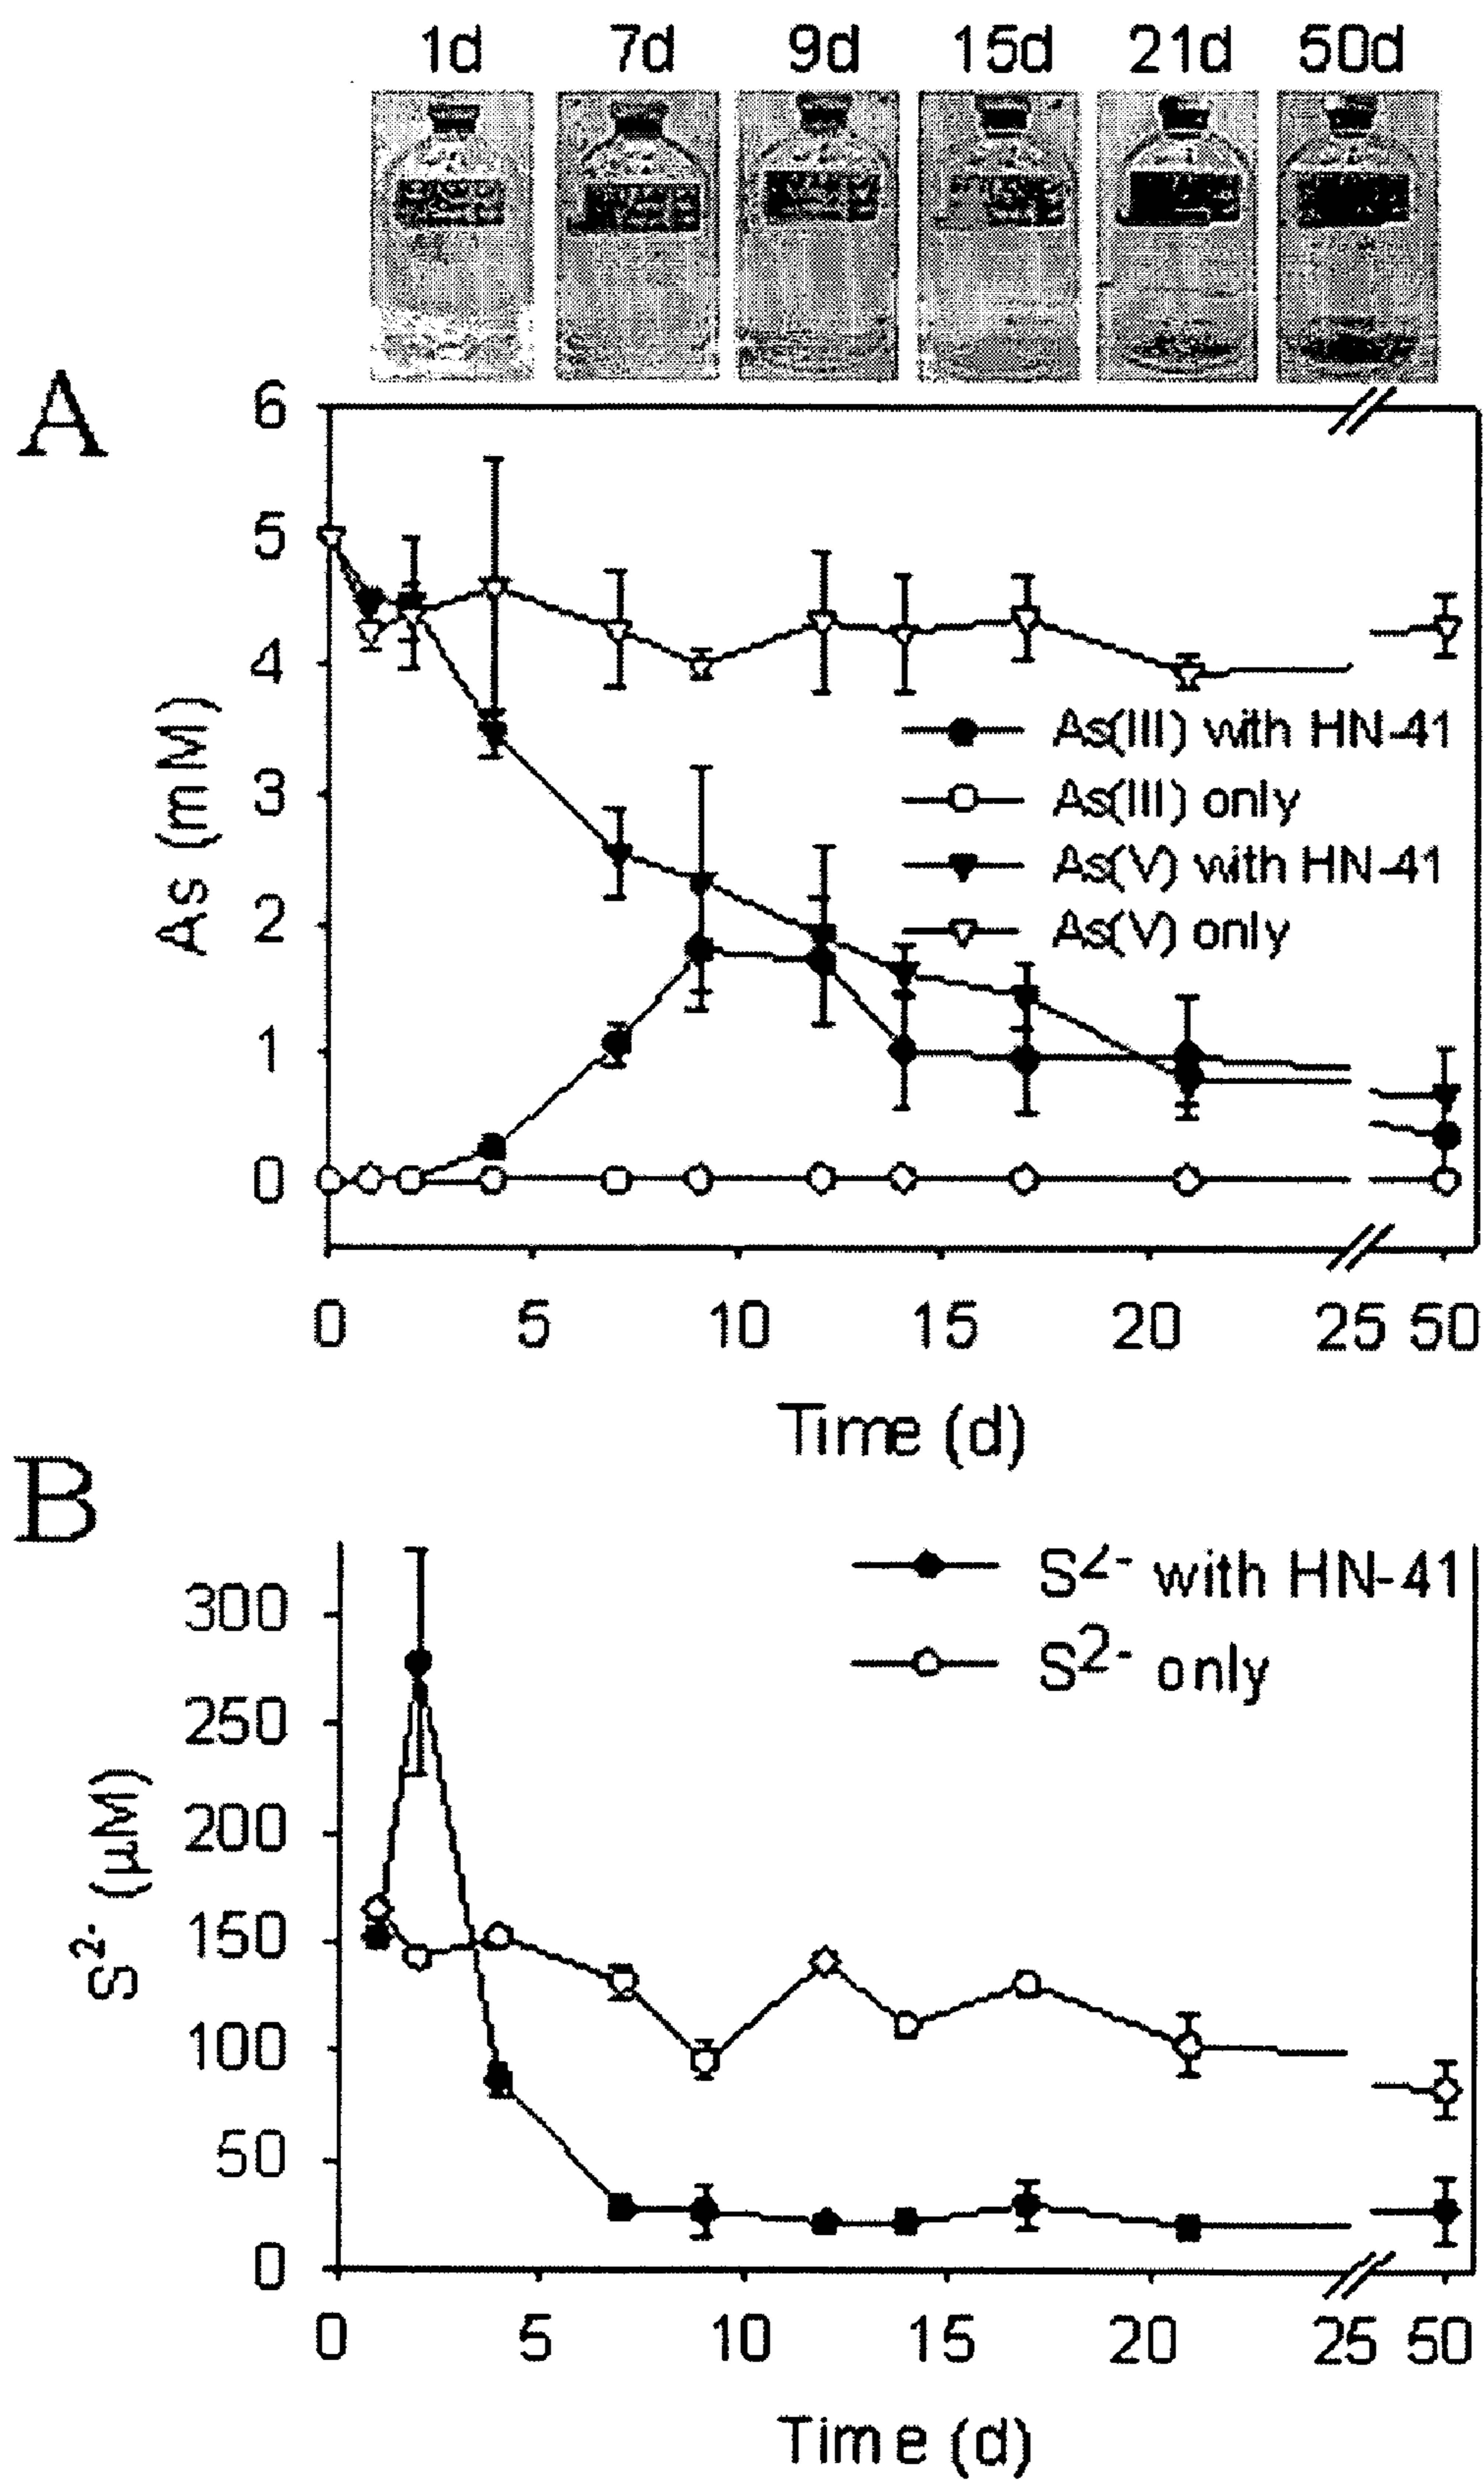 1d 7d 9d 15d 21d 50d
A
6
5
4
3
2
1
0
As (mM)
As(III) with HN-41
As(III) only
As(V) with HN-41
As(V) only
0 5 10 15 20 25 50
Time (d)
B
300
250
200
150
100
50
0
S²⁻ (μM)
S²⁻ with HN-41
S²⁻ only
0 5 10 15 20 25 50
Time (d)